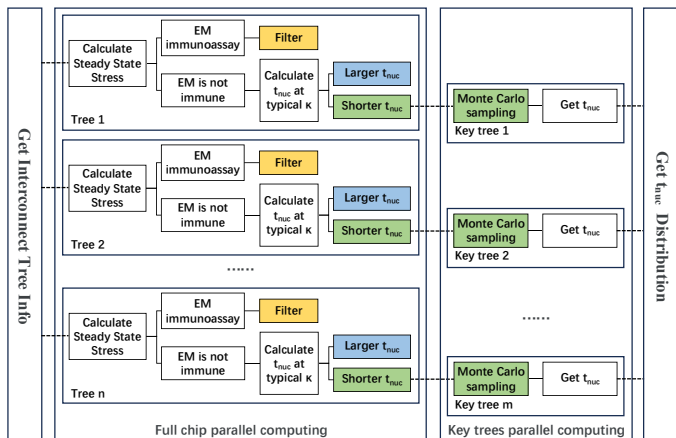 Get Interconnect Tree Info
Calculate
Steady State
Stress
EM
immunoassay
Filter
EM is not
immune
Calculate
tnuc at
typical κ
Larger tnuc
Shorter tnuc
Tree 1
Calculate
Steady State
Stress
EM
immunoassay
Filter
EM is not
immune
Calculate
tnuc at
typical κ
Larger tnuc
Shorter tnuc
Tree 2
......
Calculate
Steady State
Stress
EM
immunoassay
Filter
EM is not
immune
Calculate
tnuc at
typical κ
Larger tnuc
Shorter tnuc
Tree n
Full chip parallel computing
Monte Carlo
sampling
Get tnuc
Key tree 1
Monte Carlo
sampling
Get tnuc
Key tree 2
......
Monte Carlo
sampling
Get tnuc
Key tree m
Key trees parallel computing
Get tnuc Distribution